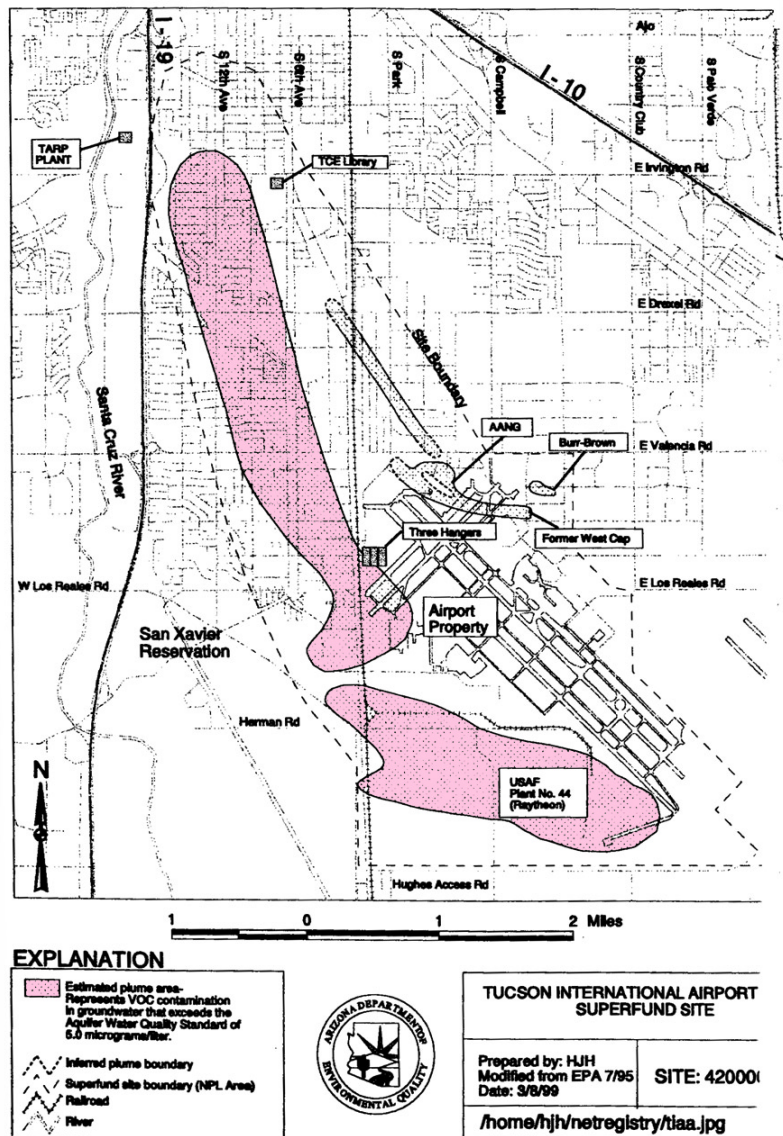 I - 19
S 12th Ave
S 6th Ave
S Park
S Campbell
I - 10
Ajo
S Country Club
S Palo Verde
TARP
PLANT
TCE Library
E Irvington Rd
E Drexel Rd
Site Boundary
Santa Cruz River
AANG
Burr-Brown
E Valencia Rd
Three Hangars
Former West Cap
W Los Reales Rd
E Los Reales Rd
Airport
Property
San Xavier
Reservation
Herman Rd
USAF
Plant No. 44
(Raytheon)
N
Hughes Access Rd
1 0 1 2 Miles
EXPLANATION
Estimated plume area-
Represents VOC contamination
in groundwater that exceeds the
Aquifer Water Quality Standard of
5.0 micrograms/liter.
Inferred plume boundary
Superfund site boundary (NPL Area)
Railroad
River
ARIZONA DEPARTMENT OF
ENVIRONMENTAL QUALITY
TUCSON INTERNATIONAL AIRPORT
SUPERFUND SITE
Prepared by: HJH
Modified from EPA 7/95
Date: 3/8/99
SITE: 42000
/home/hjh/netregistry/tiaa.jpg